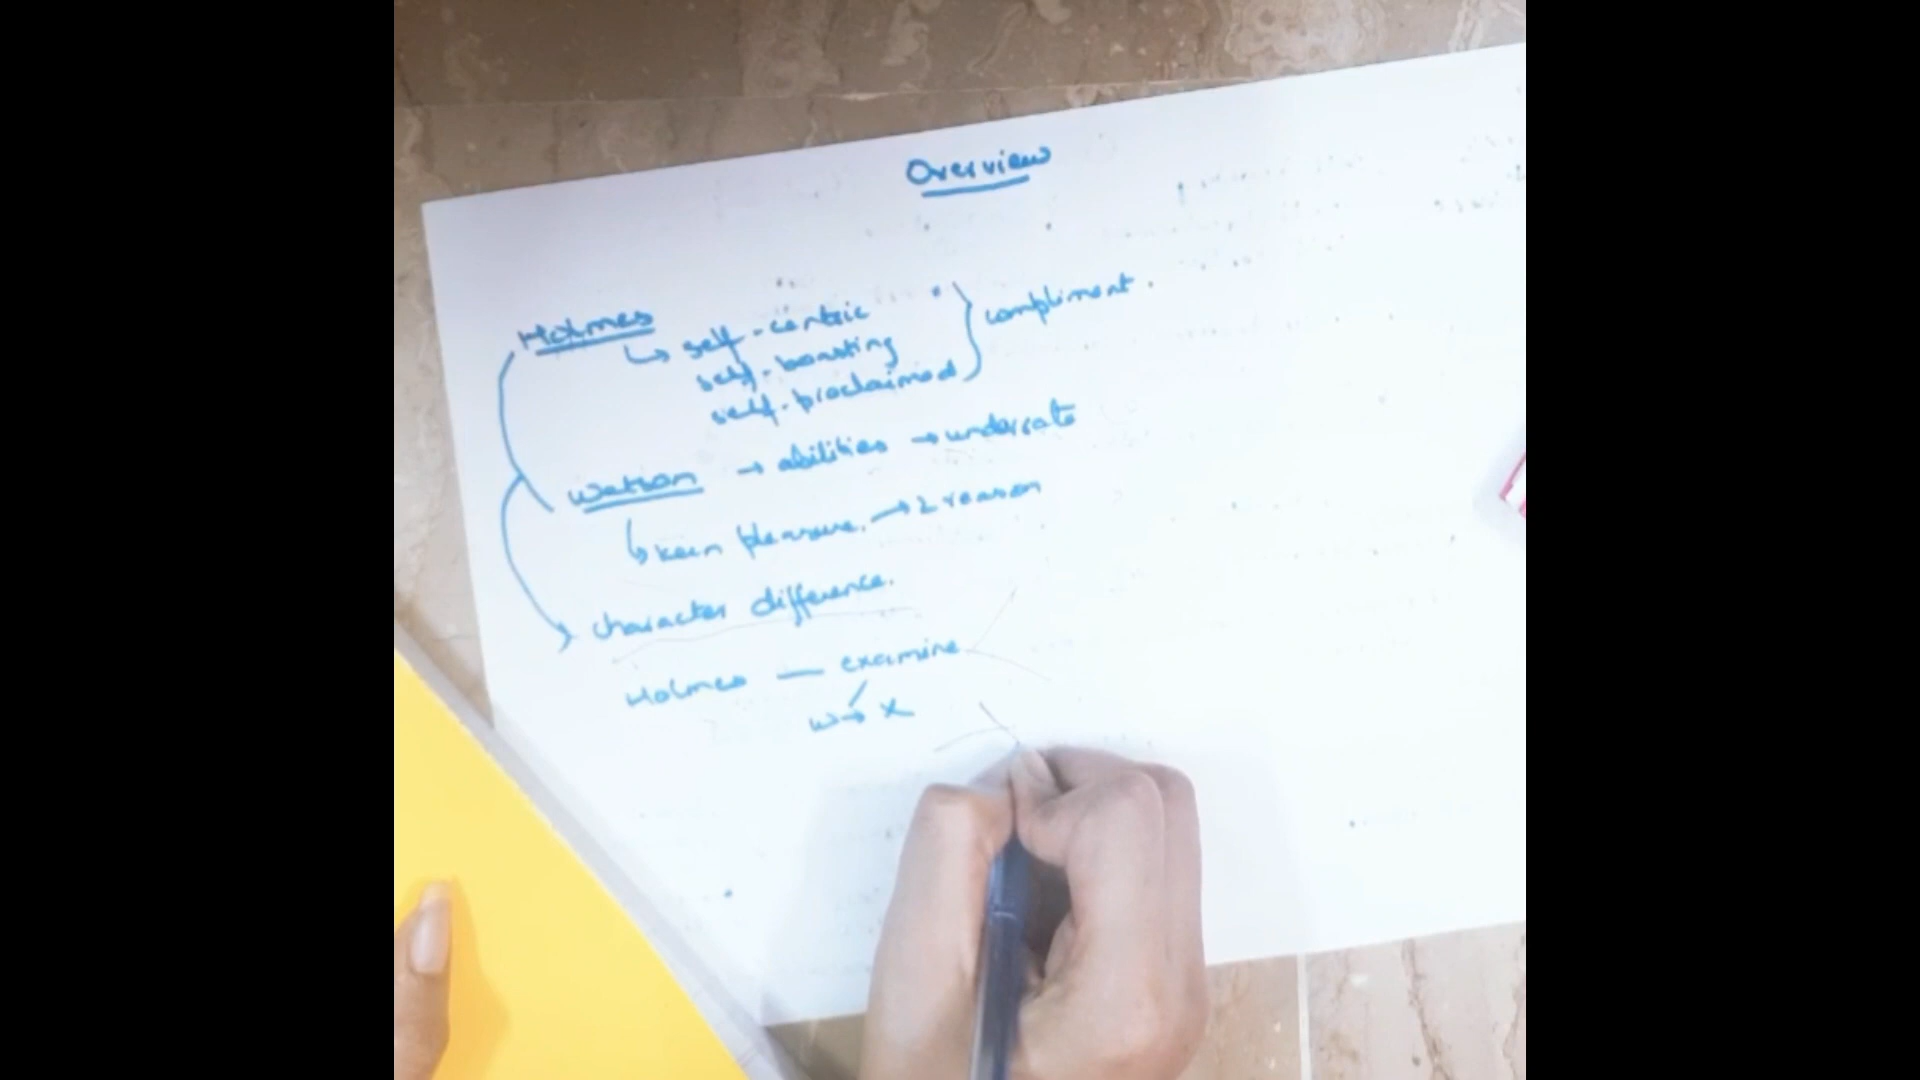 Overview
Holmes
↳ self-centric
self-boasting
self-proclaimed
} compliment.
Watson → abilities → underrate
↳ keen pleasure. → 2 reason
character difference.
Holmes — examine
W → X